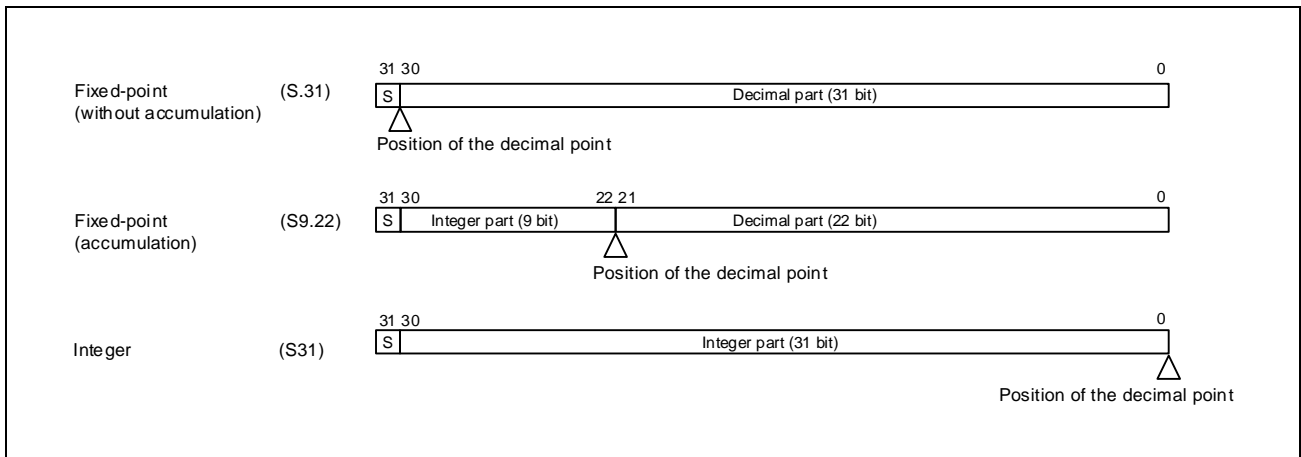 31 30 0
Fixed-point (S.31) S Decimal part (31 bit)
(without accumulation)
Position of the decimal point
31 30 22 21 0
Fixed-point (S9.22) S Integer part (9 bit) Decimal part (22 bit)
(accumulation)
Position of the decimal point
31 30 0
Integer (S31) S Integer part (31 bit)
Position of the decimal point